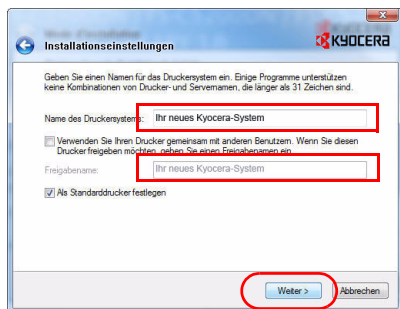 KYOCERA
Installationseinstellungen
Geben Sie einen Namen für das Druckersystem ein. Einige Programme unterstützen
keine Kombinationen von Drucker- und Servernamen, die länger als 31 Zeichen sind.
Name des Druckersystems: Ihr neues Kyocera-System
Verwenden Sie Ihren Drucker gemeinsam mit anderen Benutzern. Wenn Sie diesen
Drucker freigeben möchten, geben Sie einen Freigabenamen ein.
Freigabename: Ihr neues Kyocera-System
Als Standarddrucker festlegen
Weiter > Abbrechen